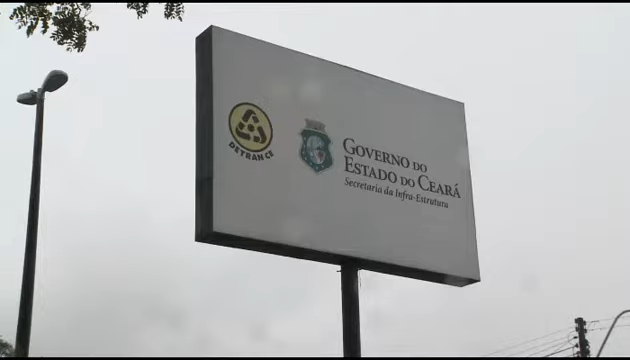 DETRAN CE
GOVERNO DO
ESTADO DO CEARÁ
Secretaria da Infra-Estrutura